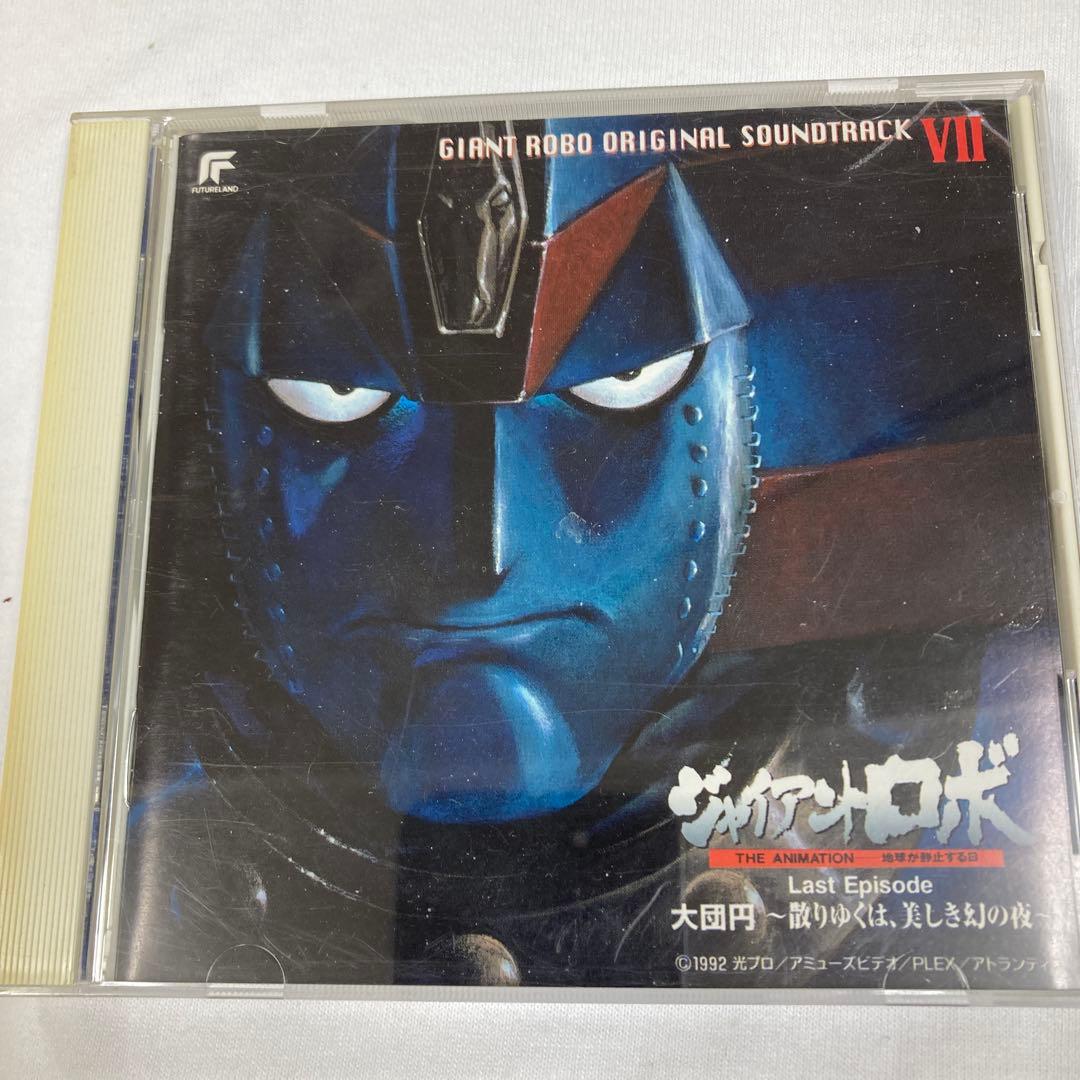 GIANT ROBO ORIGINAL SOUNDTRACK VII
FUTURELAND
ジャイアントロボ
THE ANIMATION——地球が静止する日
Last Episode
大団円 〜散りゆくは、美しき幻の夜〜
©1992 光プロ/アミューズビデオ/PLEX/アトランティ